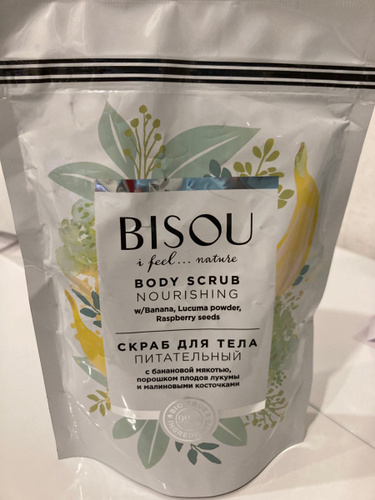 BISOU
i feel... nature
BODY SCRUB
NOURISHING
w/Banana, Lucuma powder,
Raspberry seeds
СКРАБ ДЛЯ ТЕЛА
ПИТАТЕЛЬНЫЙ
с банановой мякотью,
порошком плодов лукумы
и малиновыми косточками